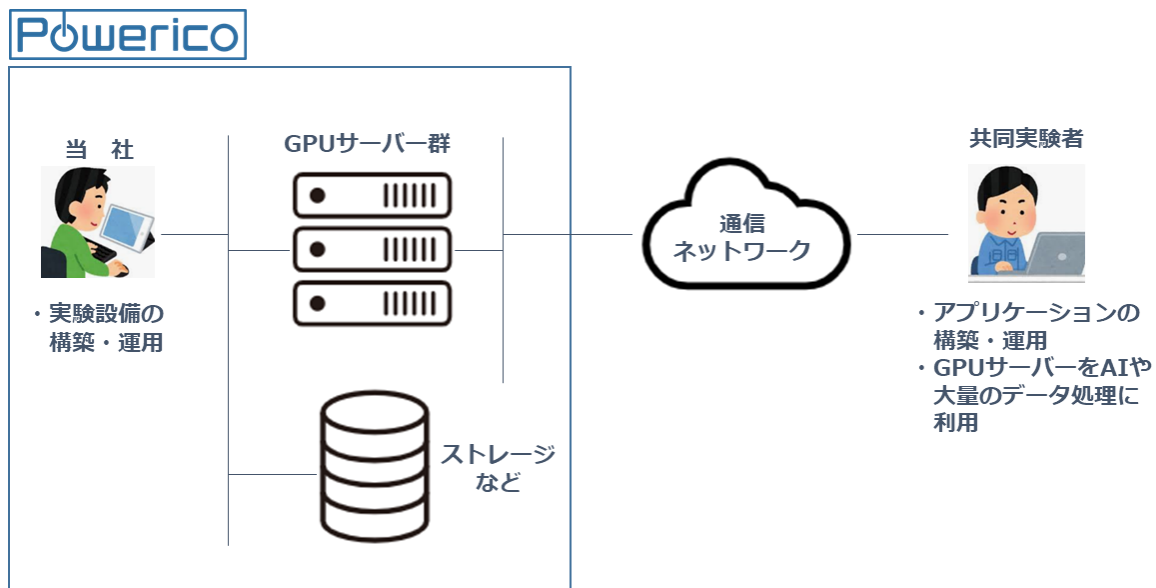 Powerico
当　社
・実験設備の
構築・運用
GPUサーバー群
ストレージ
など
通信
ネットワーク
共同実験者
・アプリケーションの
構築・運用
・GPUサーバーをAIや
大量のデータ処理に
利用